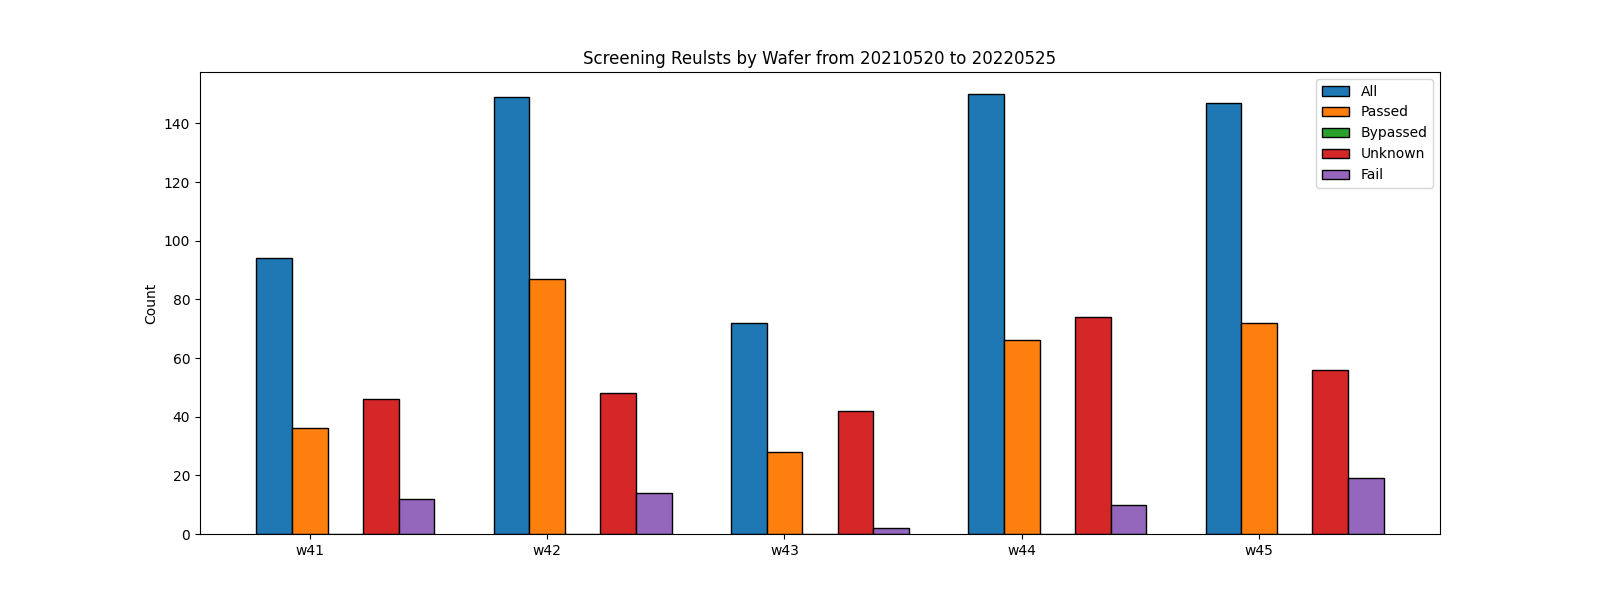 Screening Reulsts by Wafer from 20210520 to 20220525
All
Passed
Bypassed
Unknown
Fail
140
120
100
80
60
40
20
0
Count
w41
w42
w43
w44
w45